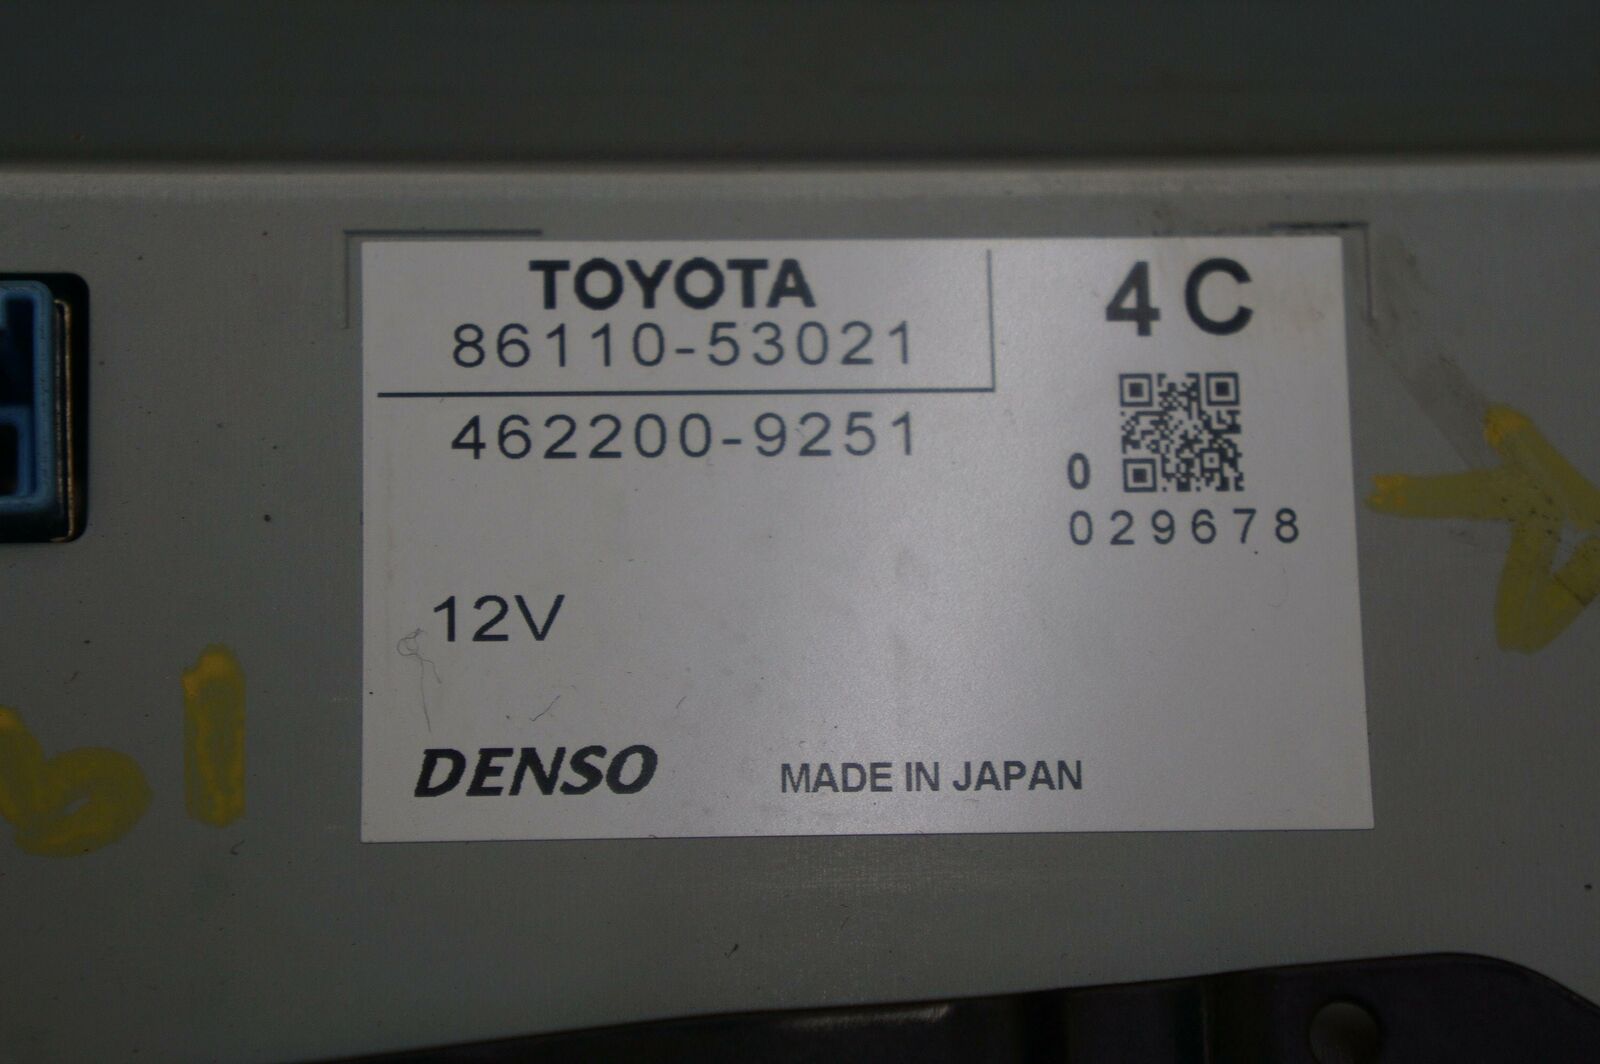 TOYOTA
86110-53021
4C
462200-9251
0
029678
12V
DENSO
MADE IN JAPAN